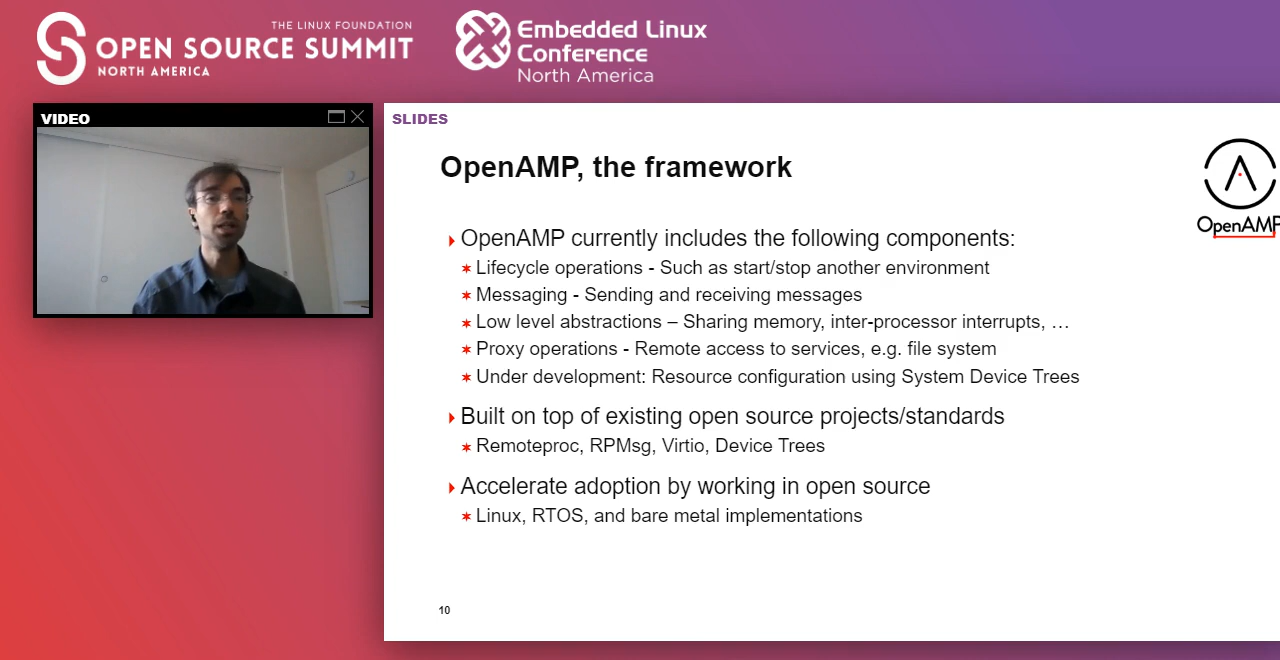 THE LINUX FOUNDATION
OPEN SOURCE SUMMIT
NORTH AMERICA
Embedded Linux
Conference
North America
VIDEO
SLIDES
OpenAMP, the framework
OpenAMP
OpenAMP currently includes the following components:
Lifecycle operations - Such as start/stop another environment
Messaging - Sending and receiving messages
Low level abstractions – Sharing memory, inter-processor interrupts, …
Proxy operations - Remote access to services, e.g. file system
Under development: Resource configuration using System Device Trees
Built on top of existing open source projects/standards
Remoteproc, RPMsg, Virtio, Device Trees
Accelerate adoption by working in open source
Linux, RTOS, and bare metal implementations
10